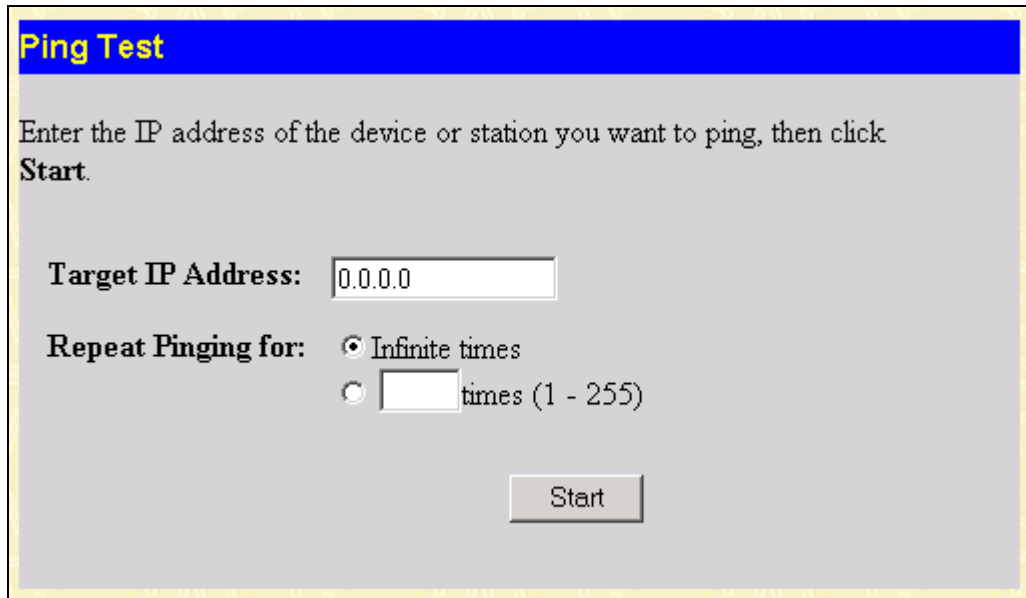 Ping Test
Enter the IP address of the device or station you want to ping, then click
Start.
Target IP Address: 0.0.0.0
Repeat Pinging for: Infinite times
times (1 - 255)
Start